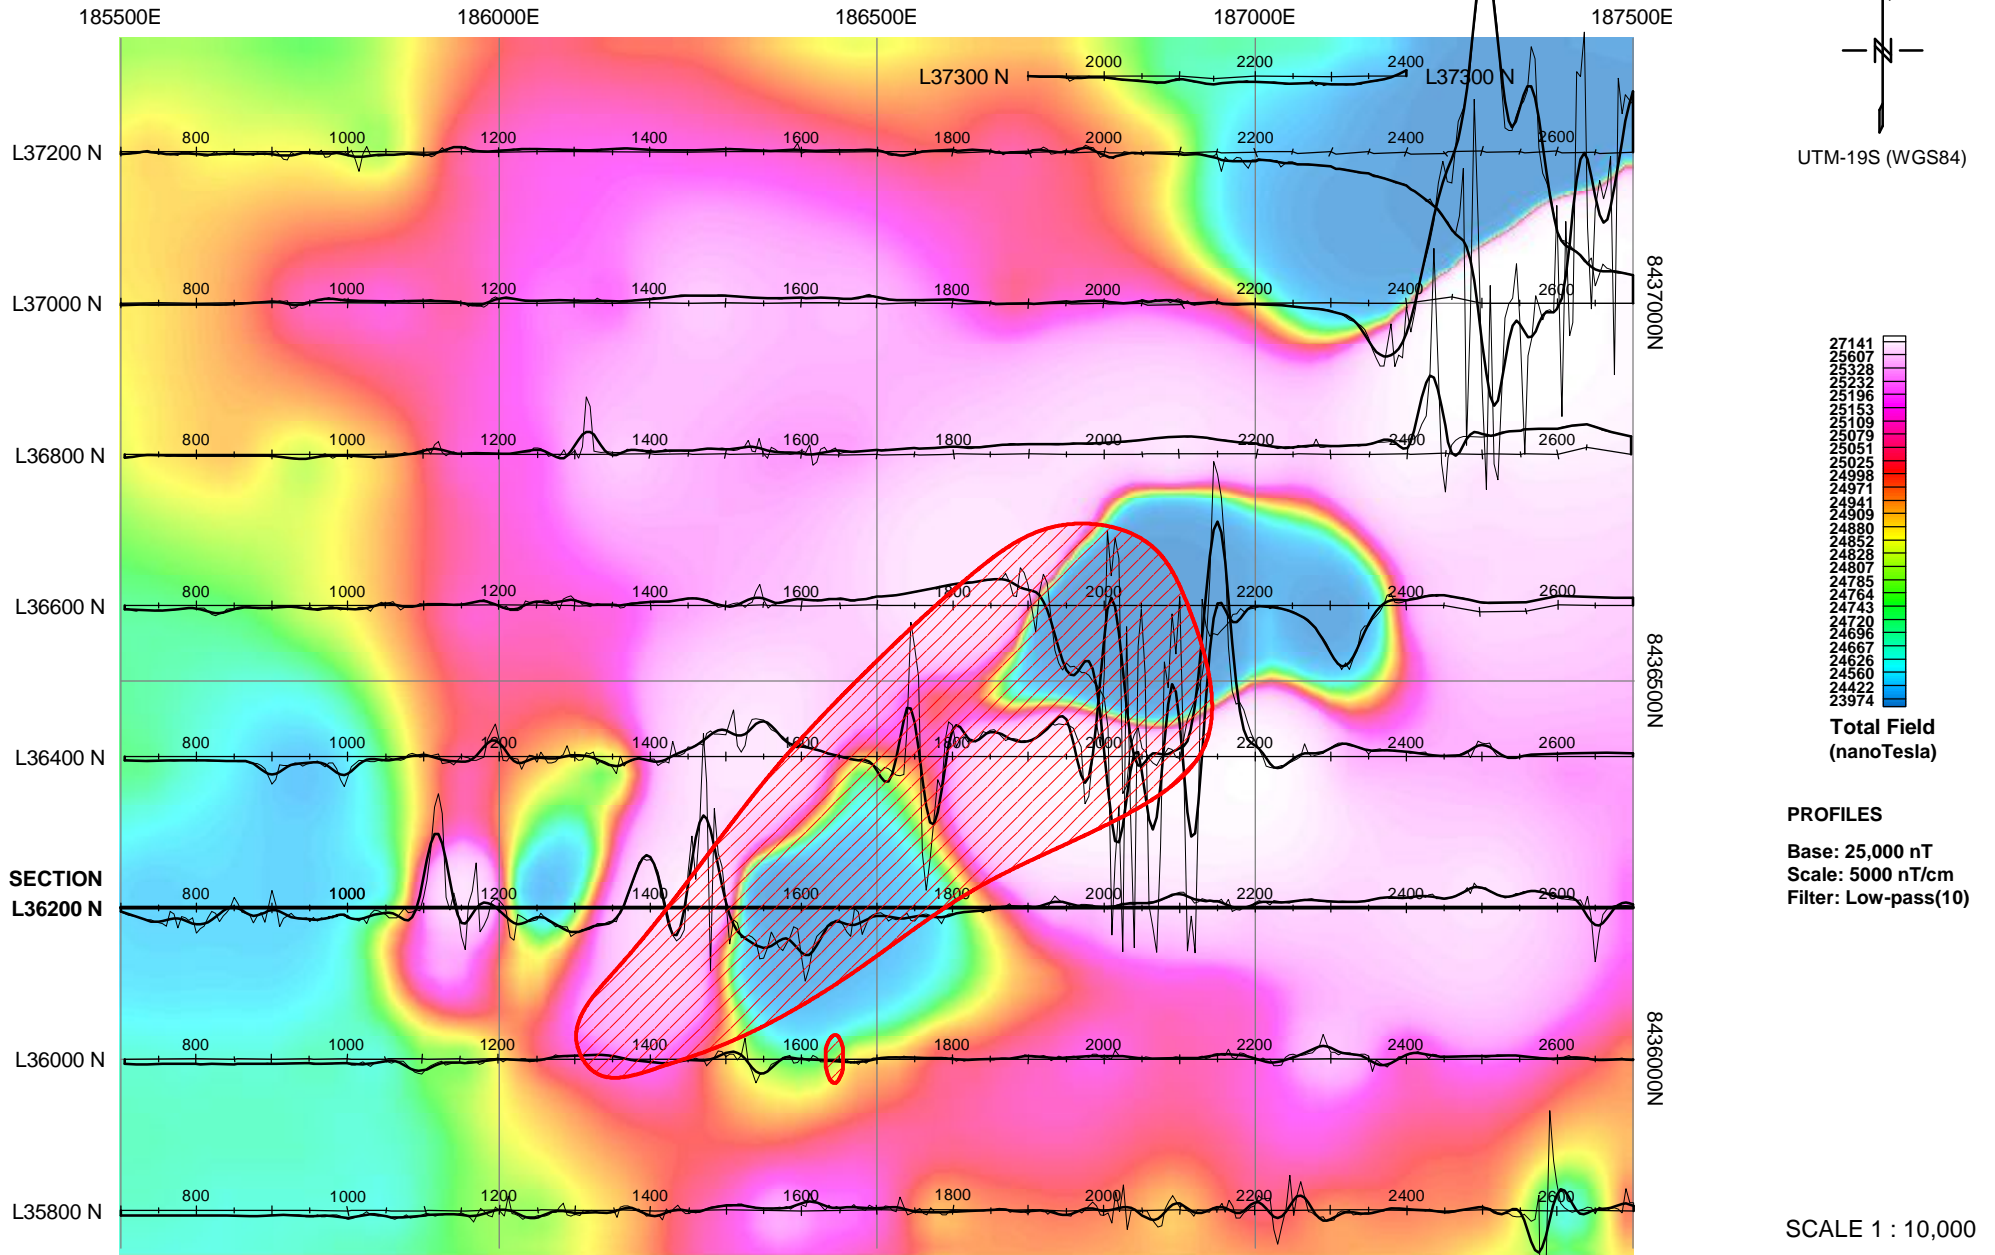 185500E 186000E 186500E 187000E 187500E
L37300 N 2000 2200 2400 L37300 N
L37200 N 800 1000 1200 1400 1600 1800 2000 2200 2400 2600
L37000 N 800 1000 1200 1400 1600 1800 2000 2200 2400 2600
L36800 N 800 1000 1200 1400 1600 1800 2000 2200 2400 2600
L36600 N 800 1000 1200 1400 1600 1800 2000 2200 2400 2600
L36400 N 800 1000 1200 1400 1600 1800 2000 2200 2400 2600
SECTION
L36200 N 800 1000 1200 1400 1600 1800 2000 2200 2400 2600
L36000 N 800 1000 1200 1400 1600 1800 2000 2200 2400 2600
L35800 N 800 1000 1200 1400 1600 1800 2000 2200 2400 2600
8437000N
8436500N
8436000N
N
UTM-19S (WGS84)
27141
25607
25328
25232
25196
25153
25109
25079
25051
25025
24998
24971
24941
24909
24880
24852
24828
24807
24785
24764
24743
24720
24696
24667
24626
24560
24422
23974
Total Field
(nanoTesla)
PROFILES
Base: 25,000 nT
Scale: 5000 nT/cm
Filter: Low-pass(10)
SCALE 1 : 10,000